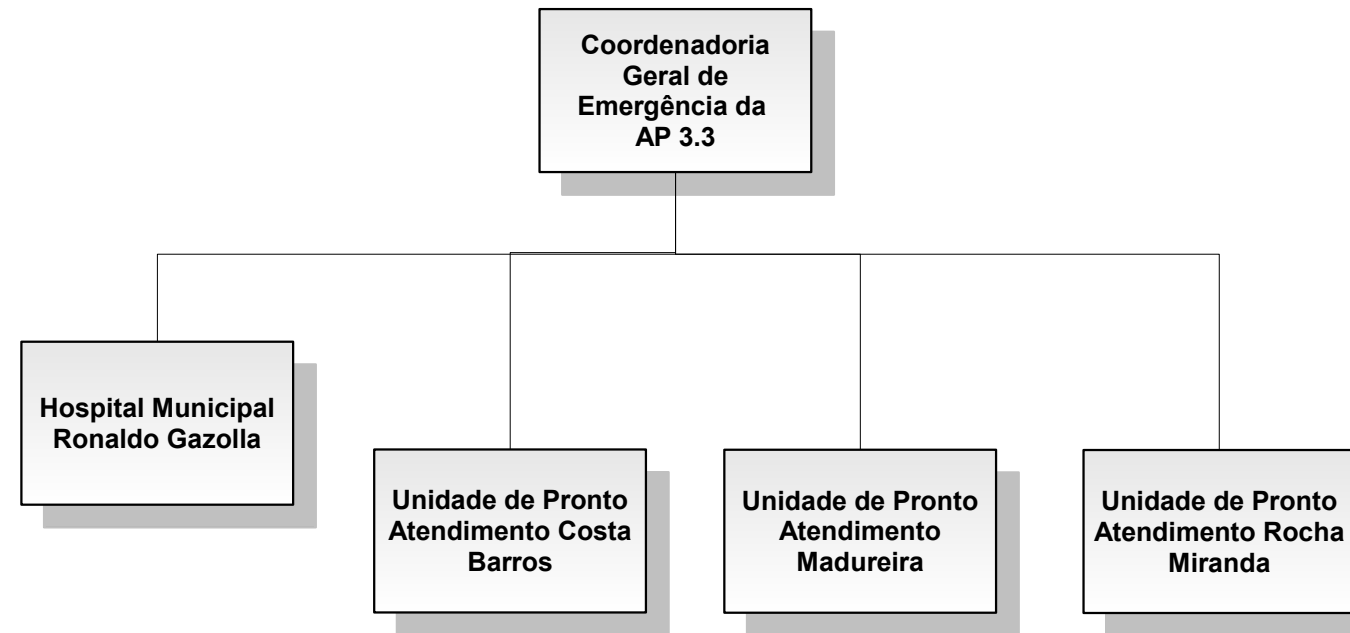 Coordenadoria
Geral de
Emergência da
AP 3.3
Hospital Municipal
Ronaldo Gazolla
Unidade de Pronto
Atendimento Costa
Barros
Unidade de Pronto
Atendimento
Madureira
Unidade de Pronto
Atendimento Rocha
Miranda